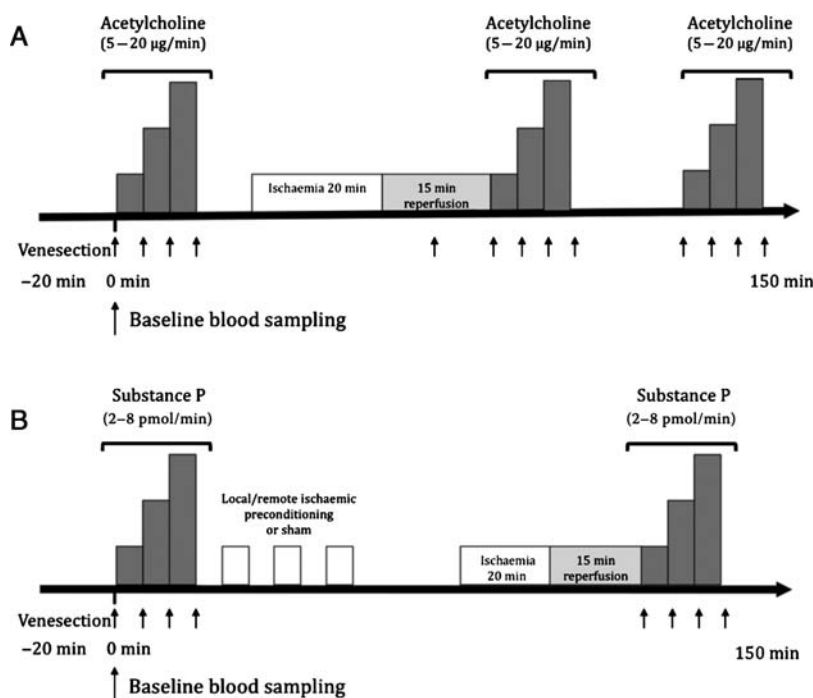 A
Acetylcholine Acetylcholine Acetylcholine
(5–20 µg/min) (5–20 µg/min) (5–20 µg/min)
Ischaemia 20 min 15 min
reperfusion
Venesection
−20 min 0 min 150 min
Baseline blood sampling
B
Substance P Substance P
(2–8 pmol/min) (2–8 pmol/min)
Local/remote ischaemic
preconditioning
or sham
Ischaemia 15 min
20 min reperfusion
Venesection
−20 min 0 min 150 min
Baseline blood sampling